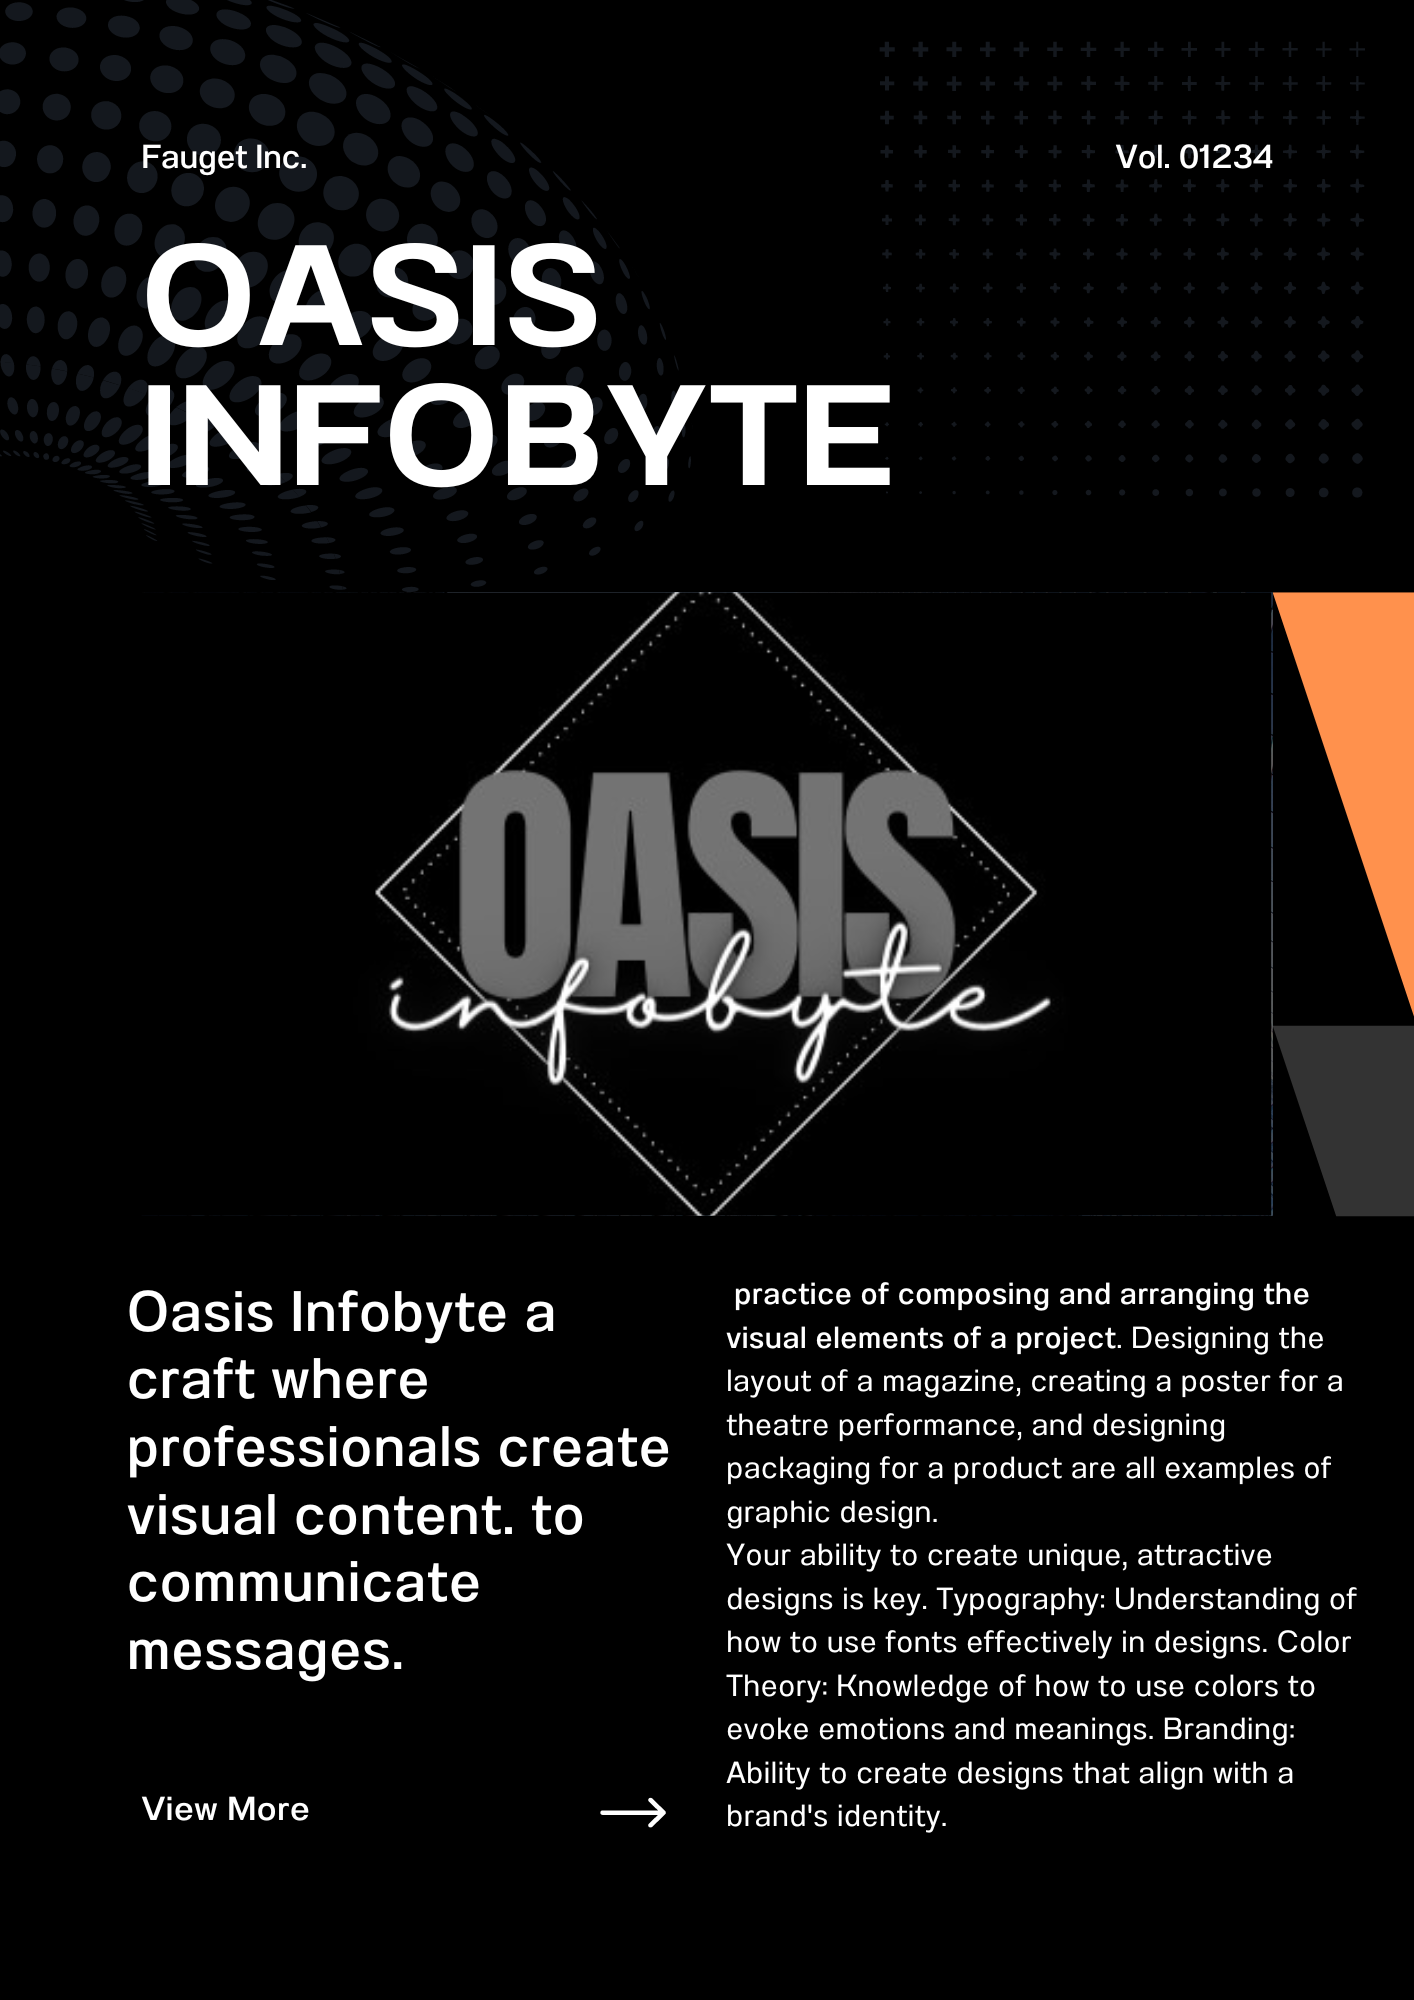 Fauget Inc.
Vol. 01234
OASIS
INFOBYTE
OASIS
infobyte
Oasis Infobyte a
craft where
professionals create
visual content. to
communicate
messages.
View More
practice of composing and arranging the
visual elements of a project. Designing the
layout of a magazine, creating a poster for a
theatre performance, and designing
packaging for a product are all examples of
graphic design.
Your ability to create unique, attractive
designs is key. Typography: Understanding of
how to use fonts effectively in designs. Color
Theory: Knowledge of how to use colors to
evoke emotions and meanings. Branding:
Ability to create designs that align with a
brand's identity.